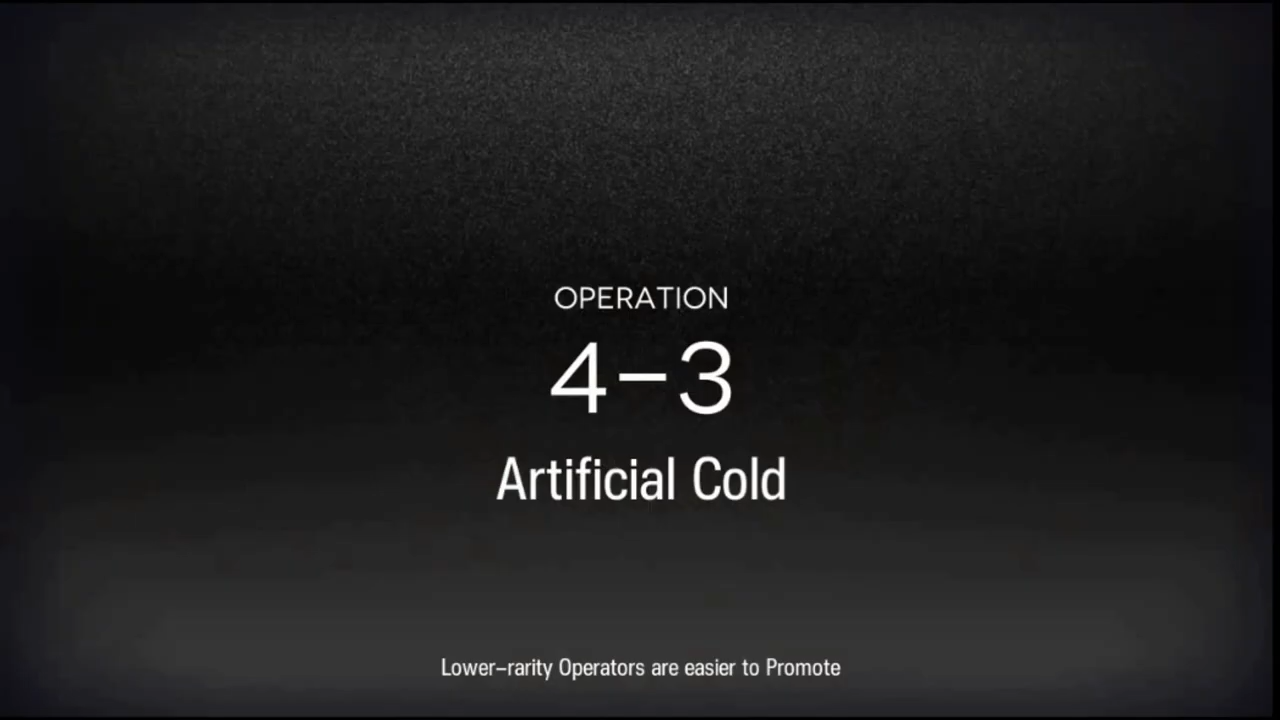 OPERATION
4-3
Artificial Cold
Lower-rarity Operators are easier to Promote